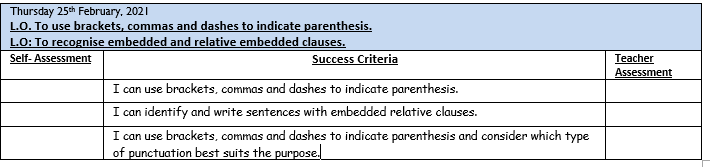 Thursday 25th February, 2021
L.O. To use brackets, commas and dashes to indicate parenthesis.
L.O: To recognise embedded and relative embedded clauses.
Self- Assessment Success Criteria Teacher
Assessment
I can use brackets, commas and dashes to indicate parenthesis.
I can identify and write sentences with embedded relative clauses.
I can use brackets, commas and dashes to indicate parenthesis and consider which type
of punctuation best suits the purpose.